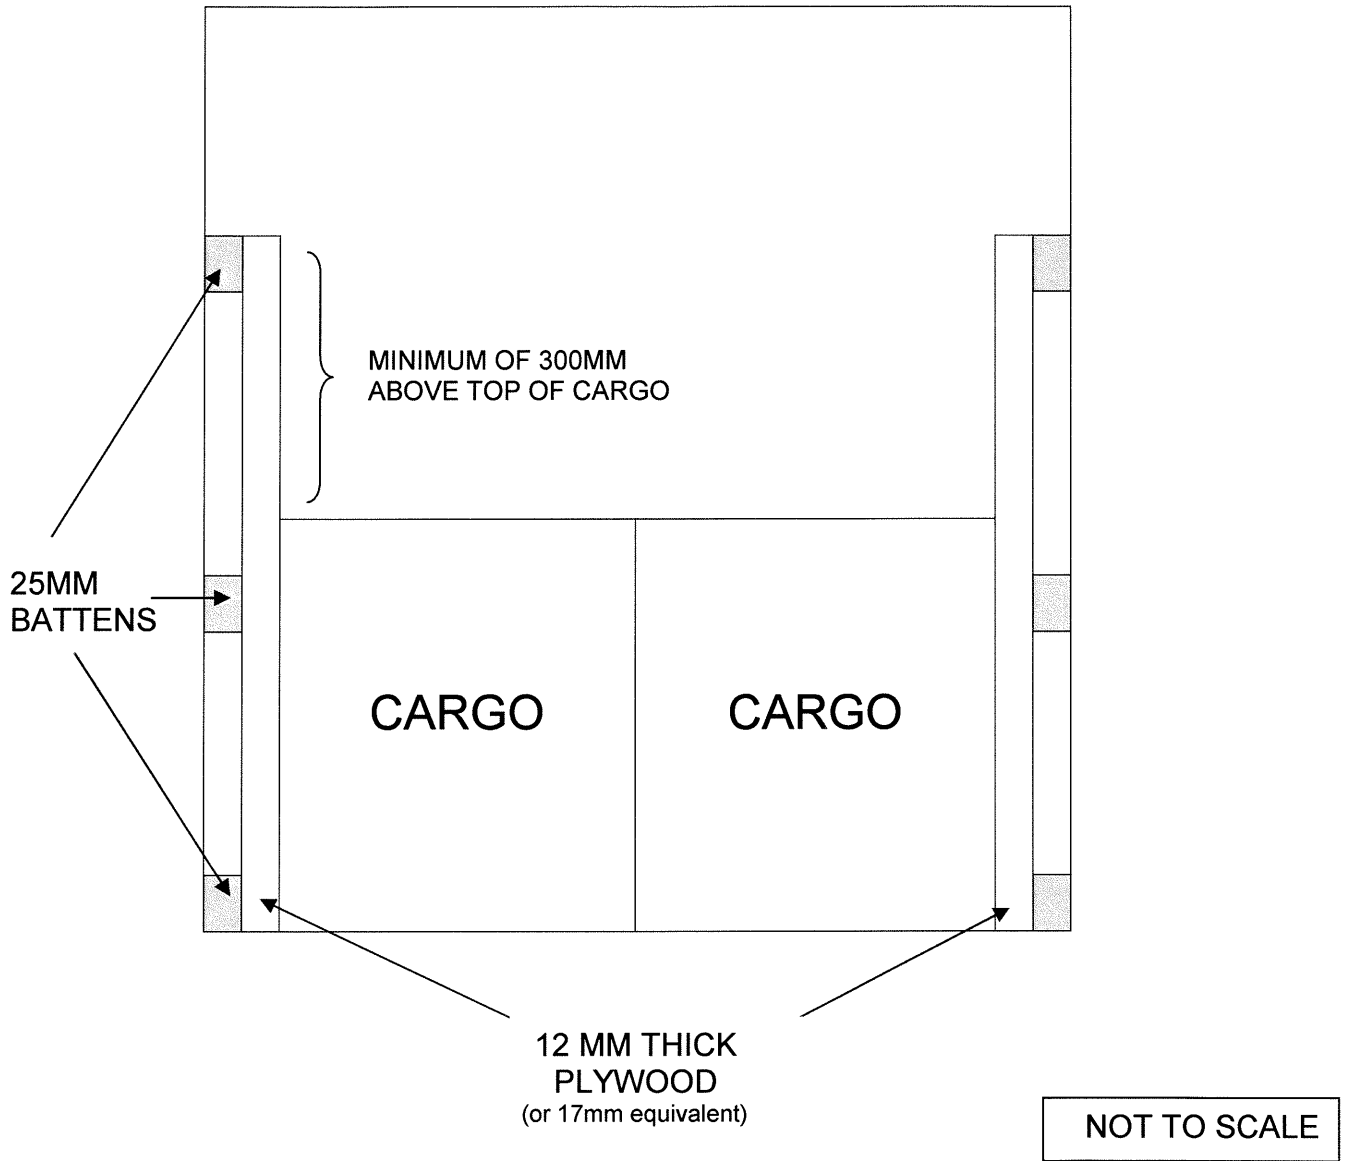 MINIMUM OF 300MM
ABOVE TOP OF CARGO
25MM
BATTENS
CARGO
CARGO
12 MM THICK
PLYWOOD
(or 17mm equivalent)
NOT TO SCALE